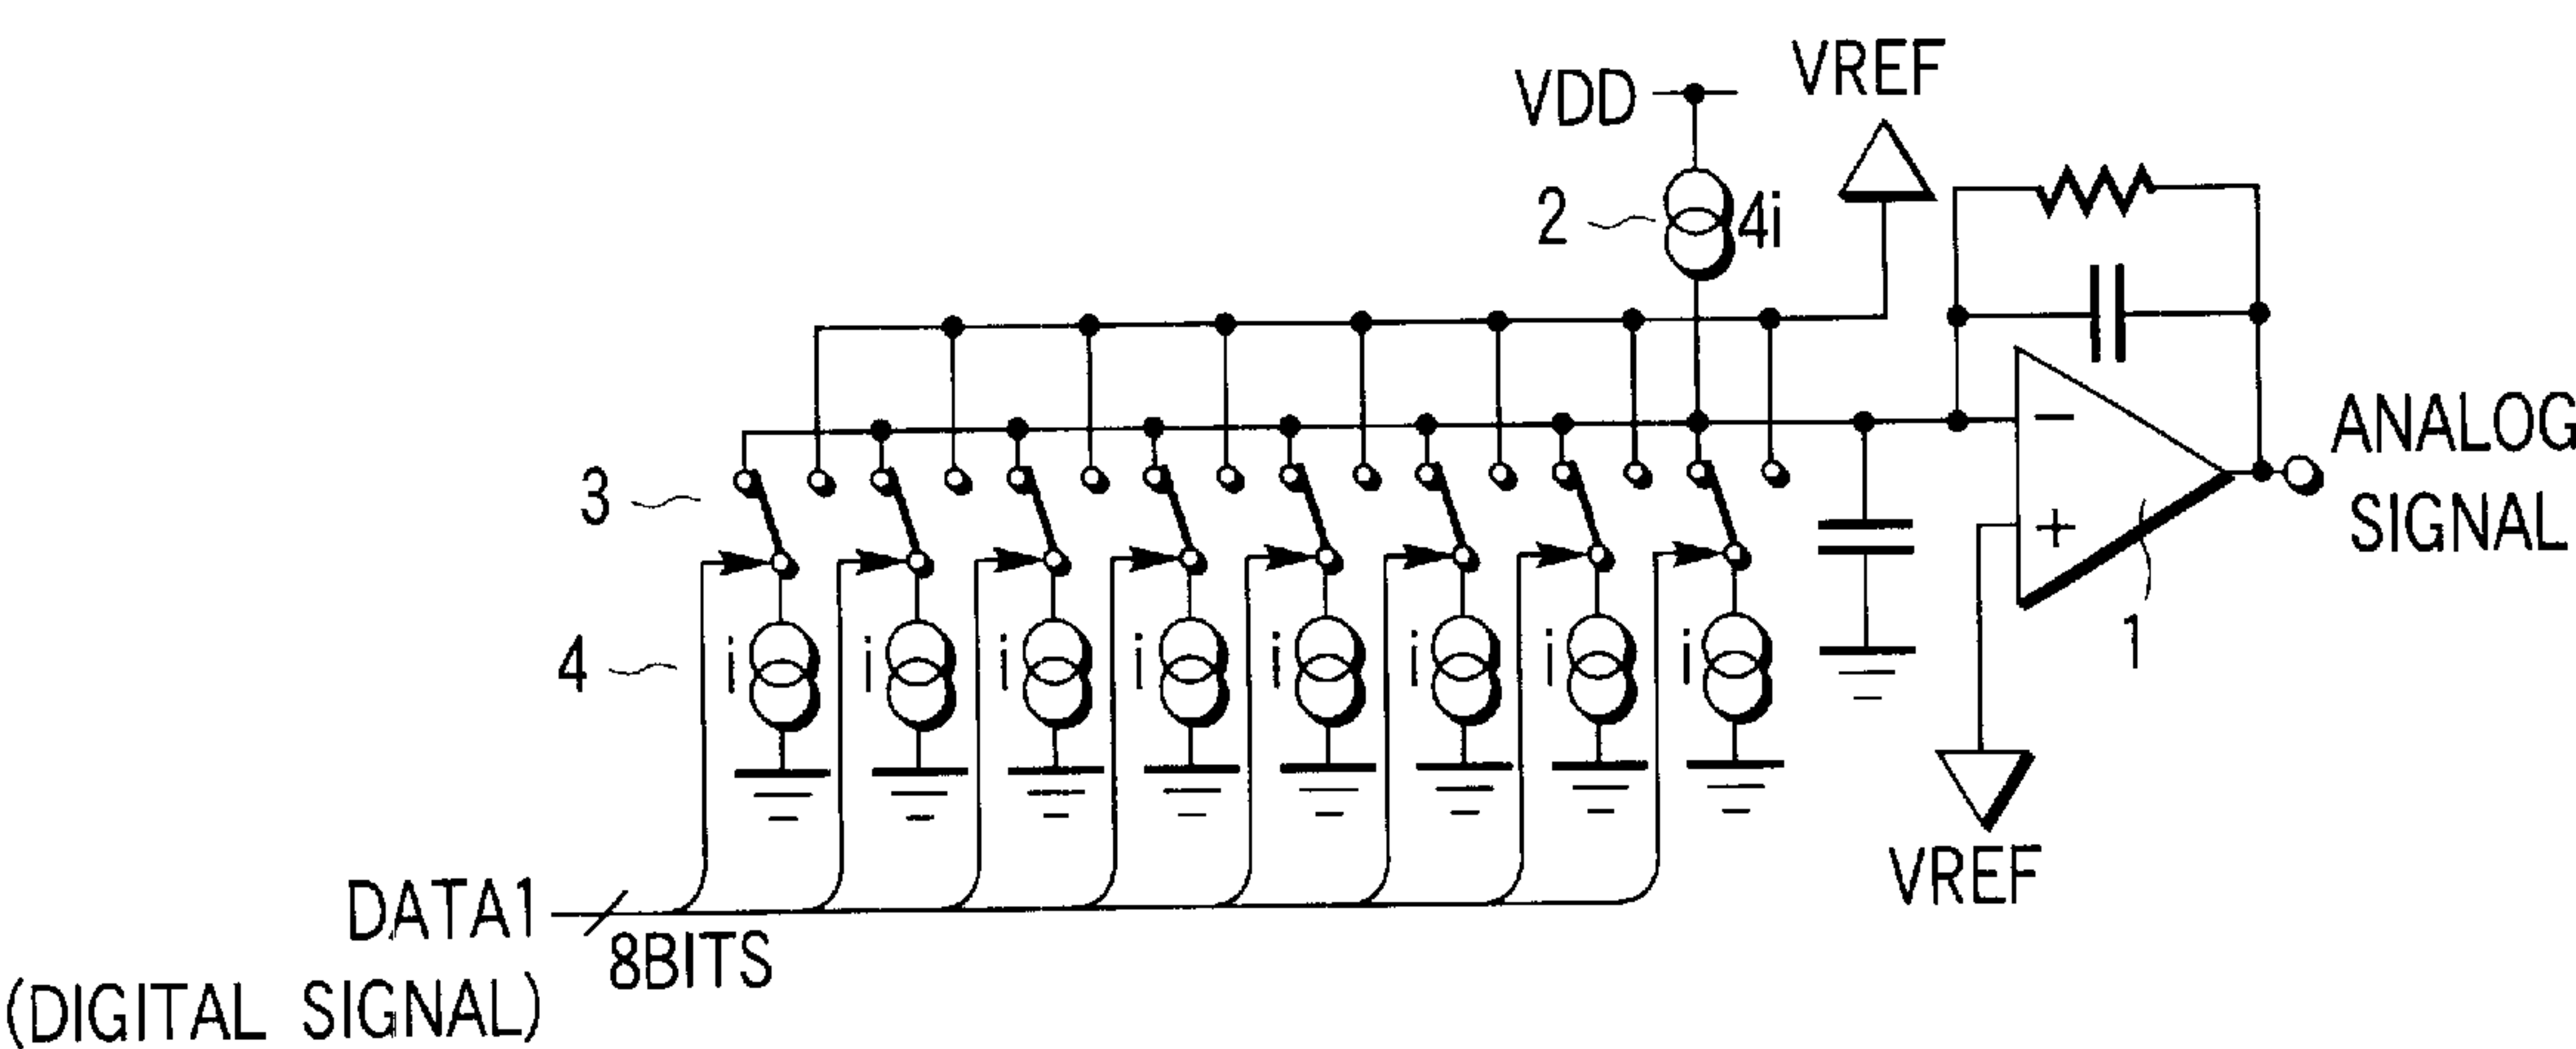 VREF
VDD
2
4i
ANALOG
SIGNAL
3
−
+
1
4
i
i
i
i
i
i
i
i
VREF
DATA1
8BITS
(DIGITAL SIGNAL)